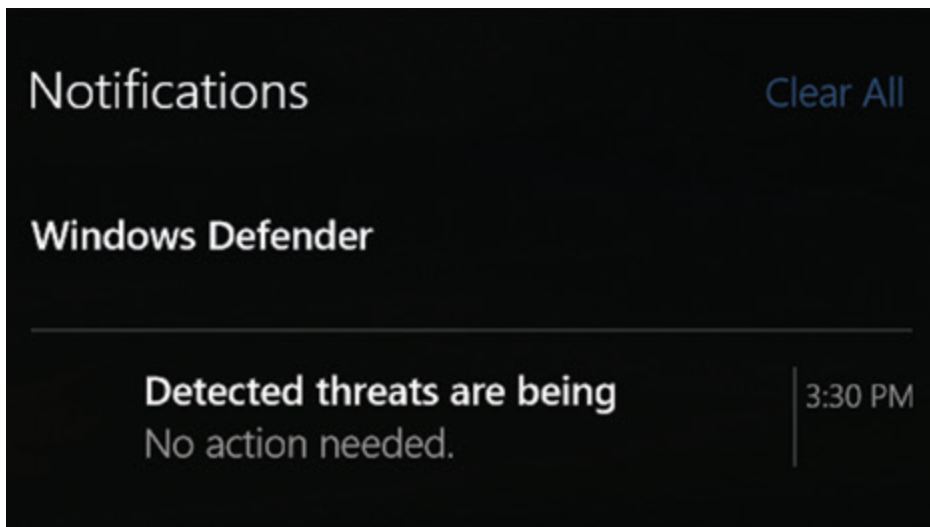 Notifications
Clear All
Windows Defender
Detected threats are being
3:30 PM
No action needed.